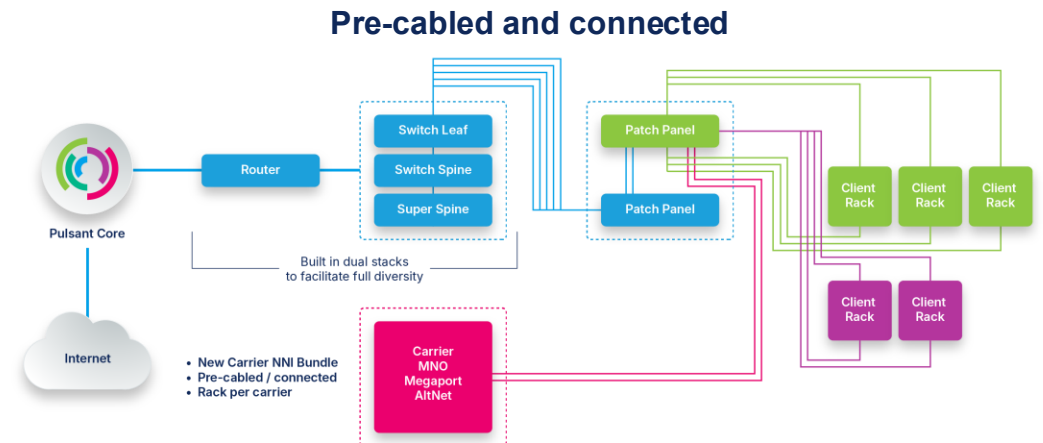 Pre-cabled and connected
Switch Leaf
Patch Panel
Router
Switch Spine
Super Spine
Patch Panel
Client
Rack
Client
Rack
Client
Rack
Pulsant Core
Built in dual stacks
to facilitate full diversity
Client
Rack
Client
Rack
Internet
• New Carrier NNI Bundle
• Pre-cabled / connected
• Rack per carrier
Carrier
MNO
Megaport
AltNet